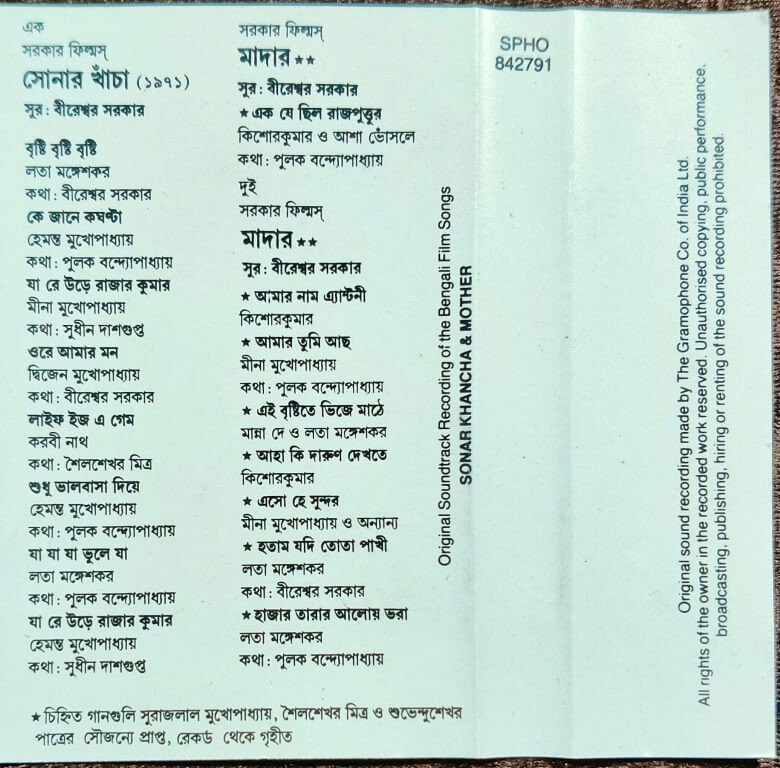 এক
সরকার ফিল্মস্
সোনার খাঁচা (১৯৭১)
সুর : বীরেশ্বর সরকার
বৃষ্টি বৃষ্টি বৃষ্টি
লতা মঙ্গেশকর
কথা : বীরেশ্বর সরকার
কে জানে কঘণ্টা
হেমন্ত মুখোপাধ্যায়
কথা : পুলক বন্দ্যোপাধ্যায়
যা রে উড়ে রাজার কুমার
মীনা মুখোপাধ্যায়
কথা : সুধীন দাশগুপ্ত
ওরে আমার মন
দ্বিজেন মুখোপাধ্যায়
কথা : বীরেশ্বর সরকার
লাইফ ইজ এ গেম
করবী নাথ
কথা : শৈলশেখর মিত্র
শুধু ভালবাসা দিয়ে
হেমন্ত মুখোপাধ্যায়
কথা : পুলক বন্দ্যোপাধ্যায়
যা যা যা ভুলে যা
লতা মঙ্গেশকর
কথা : পুলক বন্দ্যোপাধ্যায়
যা রে উড়ে রাজার কুমার
হেমন্ত মুখোপাধ্যায়
কথা : সুধীন দাশগুপ্ত
সরকার ফিল্মস্
মাদার★★
সুর : বীরেশ্বর সরকার
★ এক যে ছিল রাজপুত্তুর
কিশোরকুমার ও আশা ভোঁসলে
কথা : পুলক বন্দ্যোপাধ্যায়
দুই
সরকার ফিল্মস্
মাদার★★
সুর : বীরেশ্বর সরকার
★ আমার নাম এ্যান্টনী
কিশোরকুমার
★ আমার তুমি আছ
মীনা মুখোপাধ্যায়
কথা : পুলক বন্দ্যোপাধ্যায়
★ এই বৃষ্টিতে ভিজে মাঠে
মান্না দে ও লতা মঙ্গেশকর
★ আহা কি দারুণ দেখতে
কিশোরকুমার
★ এসো হে সুন্দর
মীনা মুখোপাধ্যায় ও অন্যান্য
★ হতাম যদি তোতা পাখী
লতা মঙ্গেশকর
কথা : বীরেশ্বর সরকার
★ হাজার তারার আলোয় ভরা
লতা মঙ্গেশকর
কথা : পুলক বন্দ্যোপাধ্যায়
★ চিহ্নিত গানগুলি সুরাজলাল মুখোপাধ্যায়, শৈলশেখর মিত্র ও শুভেন্দুশেখর
পাত্রের সৌজন্যে প্রাপ্ত, রেকর্ড থেকে গৃহীত
Original Soundtrack Recording of the Bengali Film Songs
SONAR KHANCHA & MOTHER
SPHO
842791
Original sound recording made by The Gramophone Co. of India Ltd.
All rights of the owner in the recorded work reserved. Unauthorised copying, public performance,
broadcasting, publishing, hiring or renting of the sound recording prohibited.